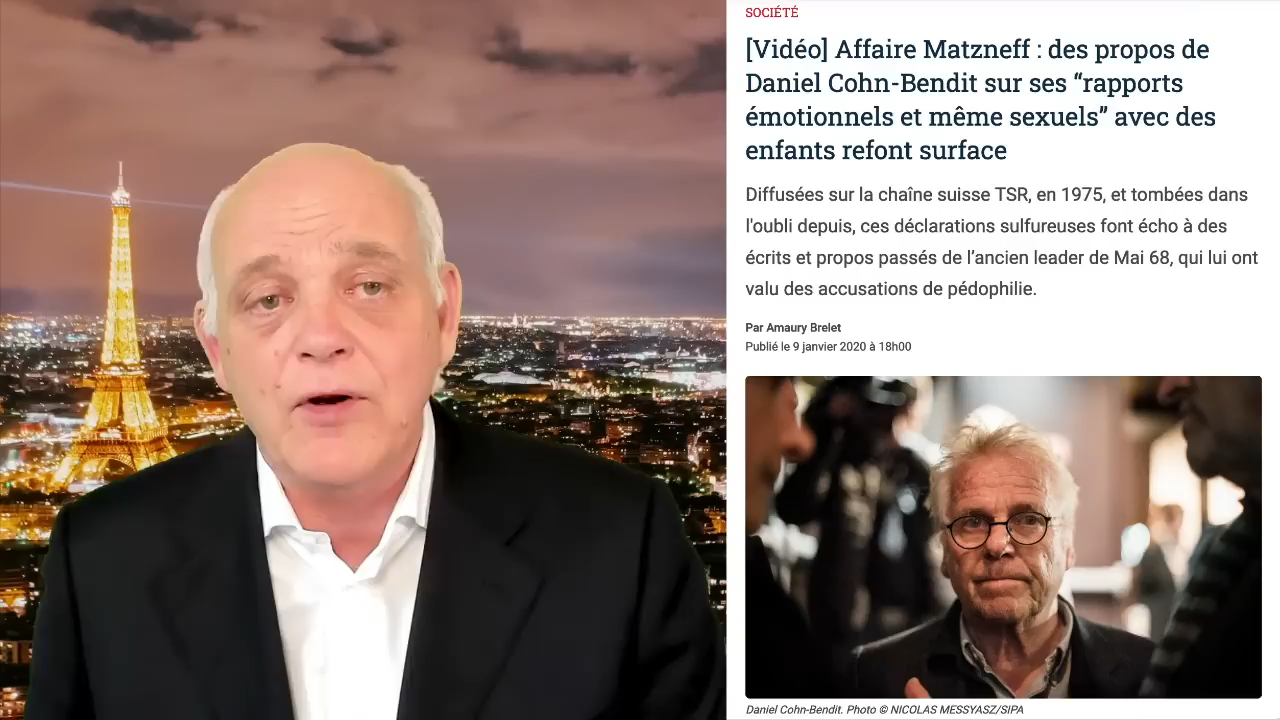 SOCIÉTÉ
[Vidéo] Affaire Matzneff : des propos de
Daniel Cohn-Bendit sur ses “rapports
émotionnels et même sexuels” avec des
enfants refont surface
Diffusées sur la chaîne suisse TSR, en 1975, et tombées dans
l'oubli depuis, ces déclarations sulfureuses font écho à des
écrits et propos passés de l’ancien leader de Mai 68, qui lui ont
valu des accusations de pédophilie.
Par Amaury Brelet
Publié le 9 janvier 2020 à 18h00
Daniel Cohn-Bendit. Photo © NICOLAS MESSYASZ/SIPA